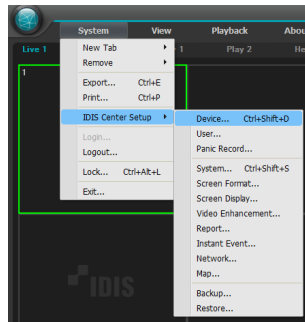 System View Playback Abou
Live 1 1 Play 2 He
1
New Tab
Remove
Export... Ctrl+E
Print... Ctrl+P
IDIS Center Setup
Login...
Logout...
Lock... Ctrl+Alt+L
Exit...
Device... Ctrl+Shift+D
User...
Panic Record...
System... Ctrl+Shift+S
Screen Format...
Screen Display...
Video Enhancement...
Report...
Instant Event...
Network...
Map...
Backup...
Restore...
IDIS